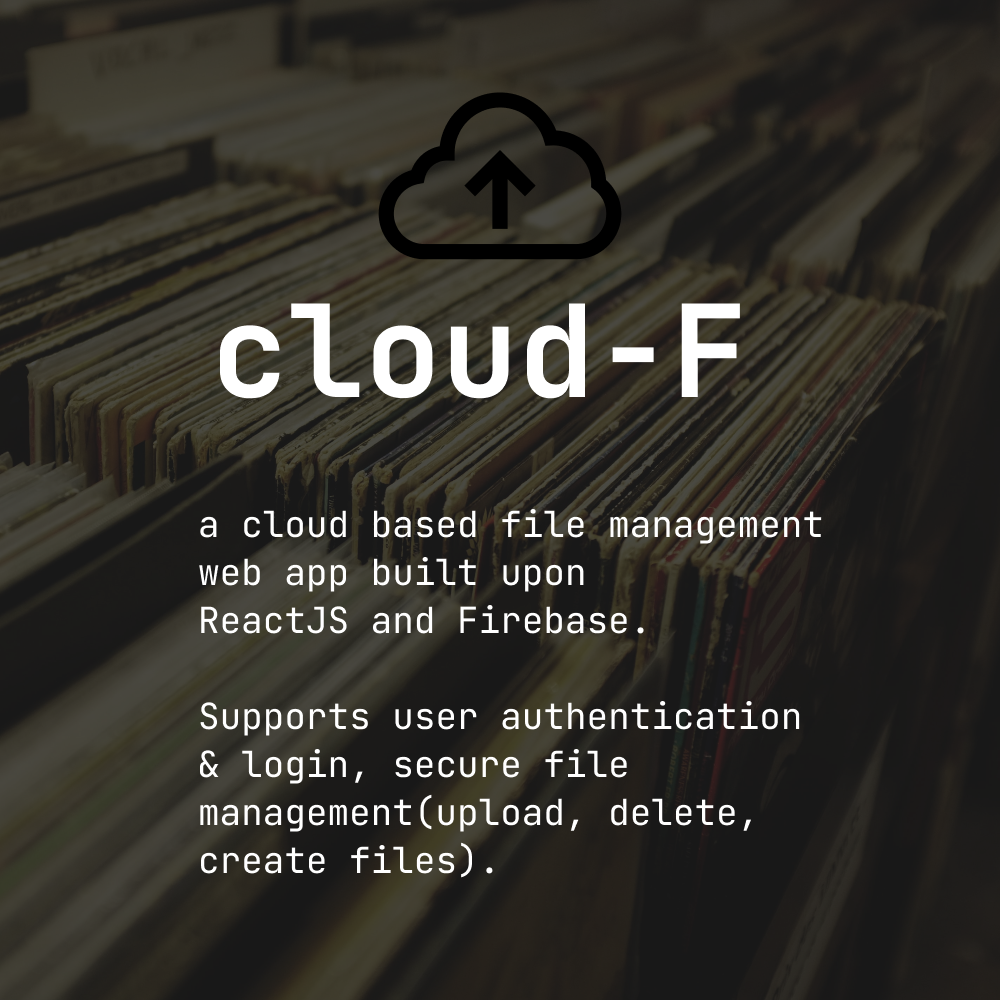 cloud-F
a cloud based file management
web app built upon
ReactJS and Firebase.
Supports user authentication
& login, secure file
management(upload, delete,
create files).